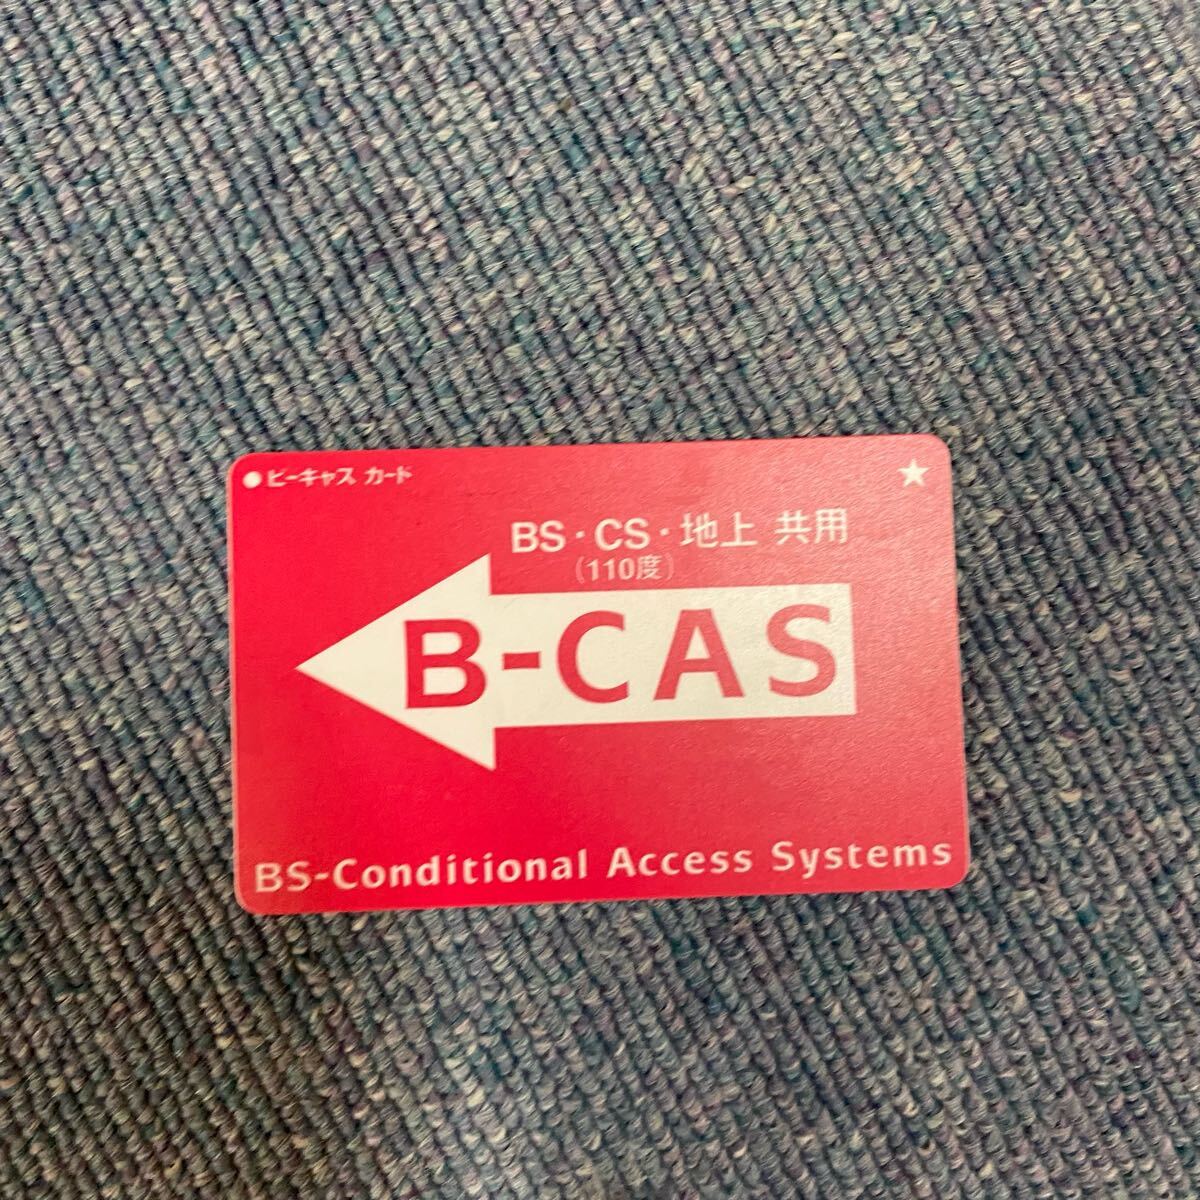 ●ビーキャス カード ★
BS・CS・地上 共用
(110度)
B-CAS
BS-Conditional Access Systems